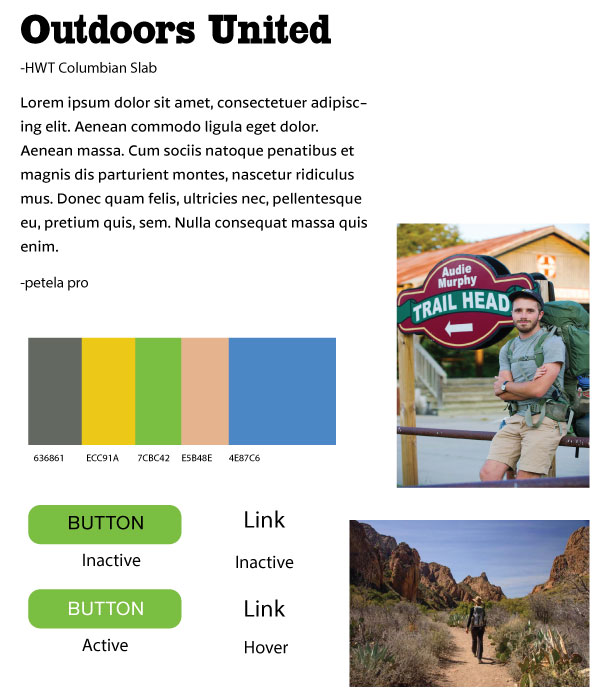 Outdoors United
-HWT Columbian Slab
Lorem ipsum dolor sit amet, consectetuer adipisc-
ing elit. Aenean commodo ligula eget dolor.
Aenean massa. Cum sociis natoque penatibus et
magnis dis parturient montes, nascetur ridiculus
mus. Donec quam felis, ultricies nec, pellentesque
eu, pretium quis, sem. Nulla consequat massa quis
enim.
-petela pro
Audie
Murphy
TRAIL HEAD
636861 ECC91A 7CBC42 E5B48E 4E87C6
BUTTON
Inactive
Link
Inactive
BUTTON
Active
Link
Hover